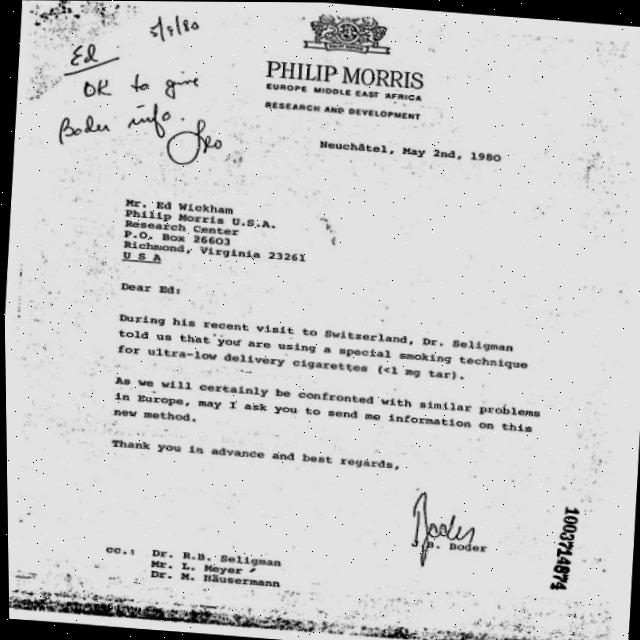 5/9/80
Ed
OK to give
Boder info.
PHILIP MORRIS
EUROPE MIDDLE EAST AFRICA
RESEARCH AND DEVELOPMENT
Neuchâtel, May 2nd, 1980
Mr. Ed Wickham
Philip Morris U.S.A.
Research Center
P.O. Box 26603
Richmond, Virginia 23261
U S A
Dear Ed:
During his recent visit to Switzerland, Dr. Seligman
told us that you are using a special smoking technique
for ultra-low delivery cigarettes (<1 mg tar).
As we will certainly be confronted with similar problems
in Europe, may I ask you to send me information on this
new method.
Thank you in advance and best regards,
Boder
J.B. Boder
cc.: Dr. R.B. Seligman
Mr. L. Meyer
Dr. M. Häusermann
1003714874